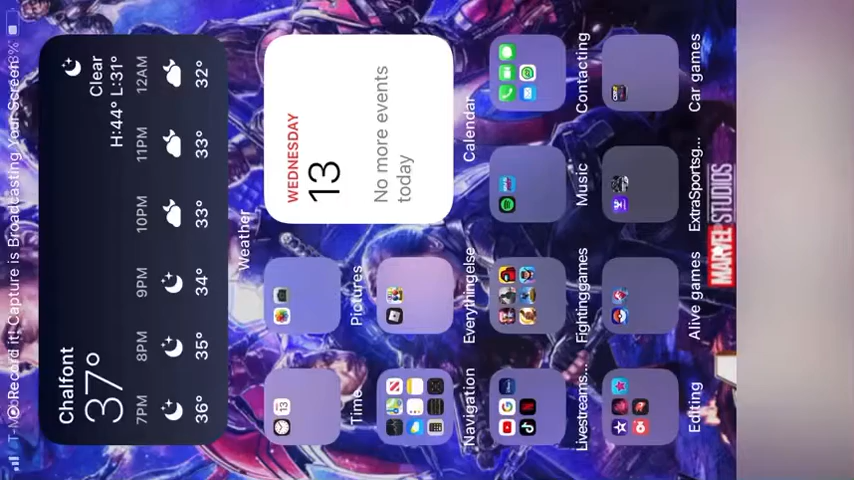 Record it! Capture is Broadcasting Your Screen
Chalfont
37°
Clear
H:44° L:31°
7PM 8PM 9PM 10PM 11PM 12AM
36° 35° 34° 33° 33° 32°
Weather
WEDNESDAY
13
No more events
today
Calendar
Time
Pictures
Navigation
Everythingelse
Livestreams...
Fightinggames
Music
Contacting
Editing
Alive games
ExtraSportsg...
Car games
MARVEL STUDIOS